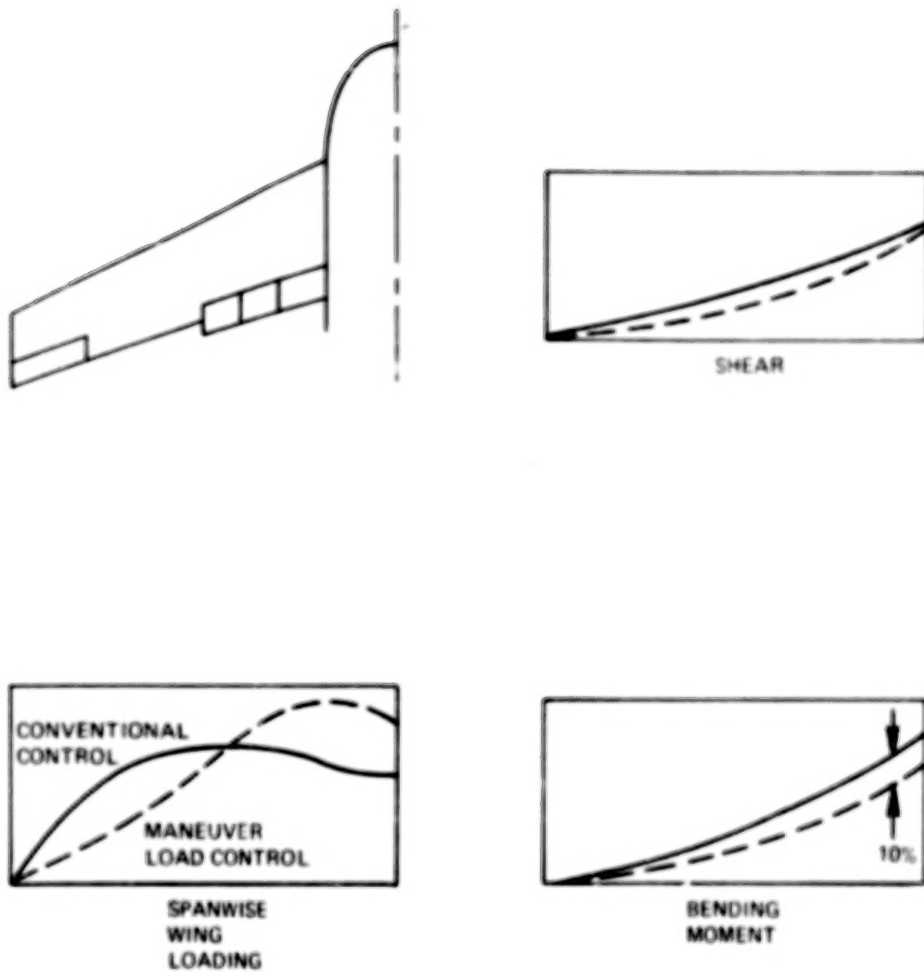 SHEAR
CONVENTIONAL
CONTROL
MANEUVER
LOAD CONTROL
SPANWISE
WING
LOADING
10%
BENDING
MOMENT